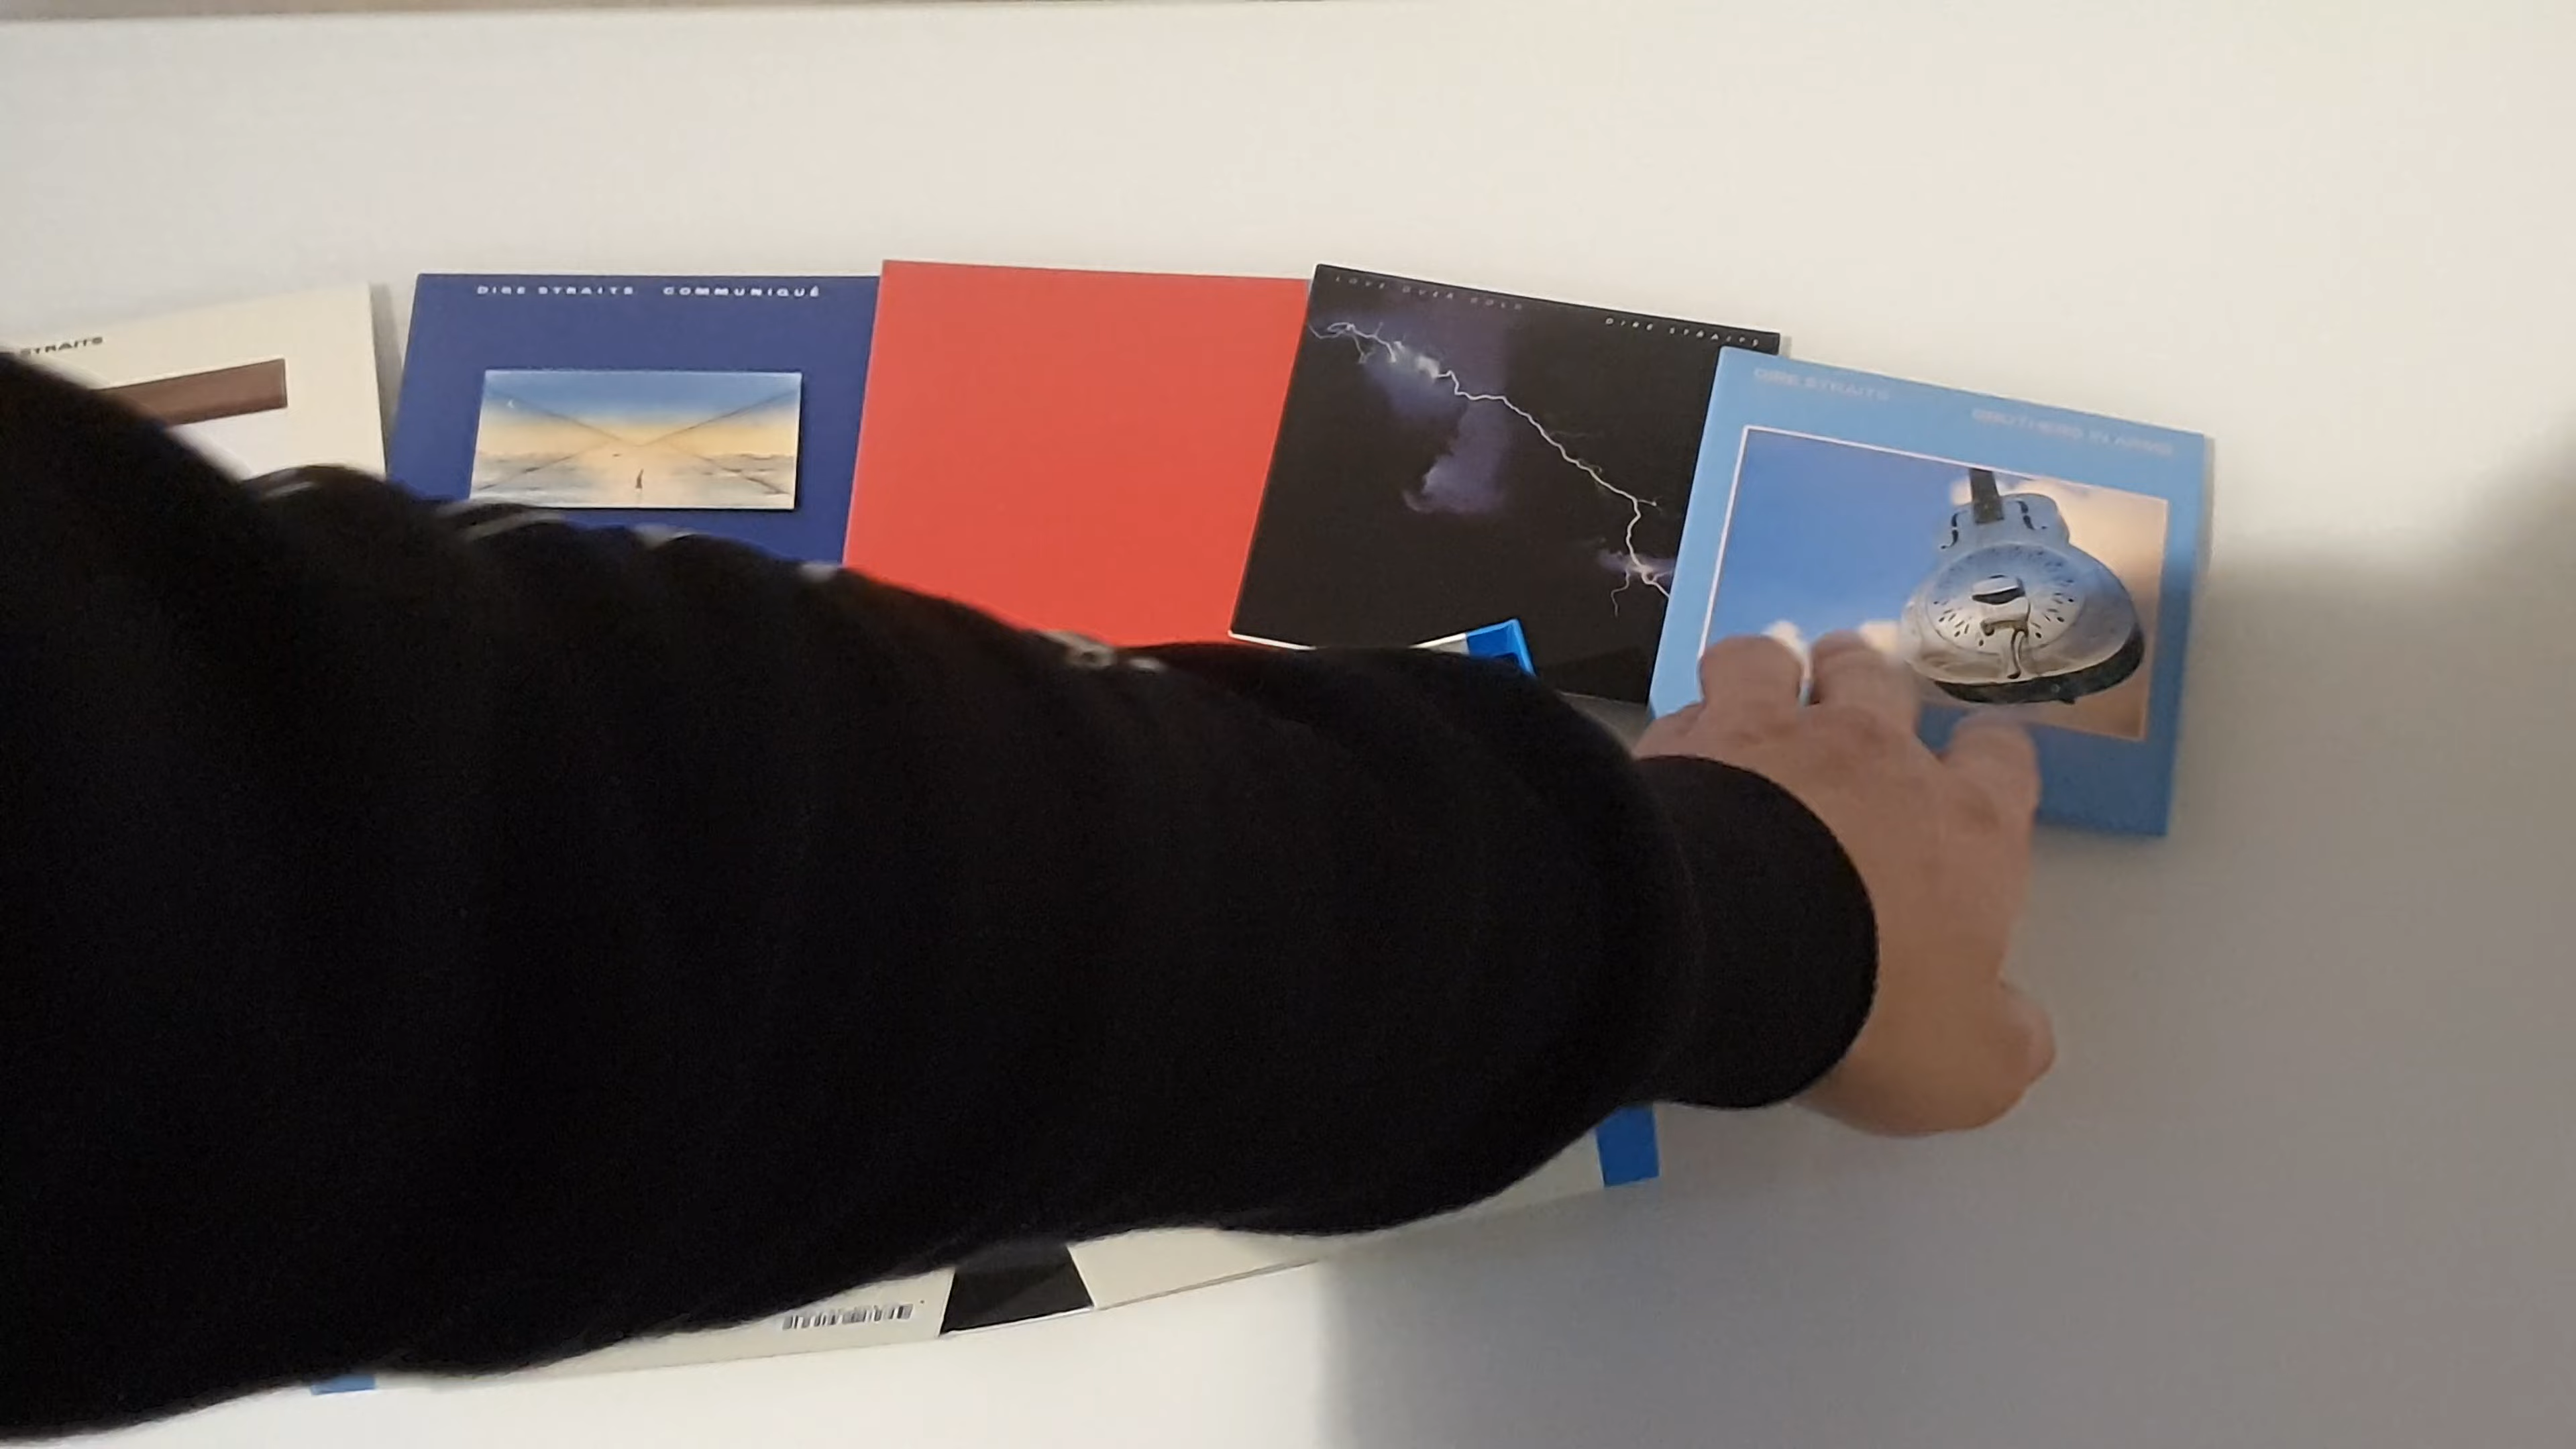 STRAITS
DIRE STRAITS COMMUNIQUÉ
LOVE OVER GOLD
DIRE STRAITS
DIRE STRAITS
BROTHERS IN ARMS